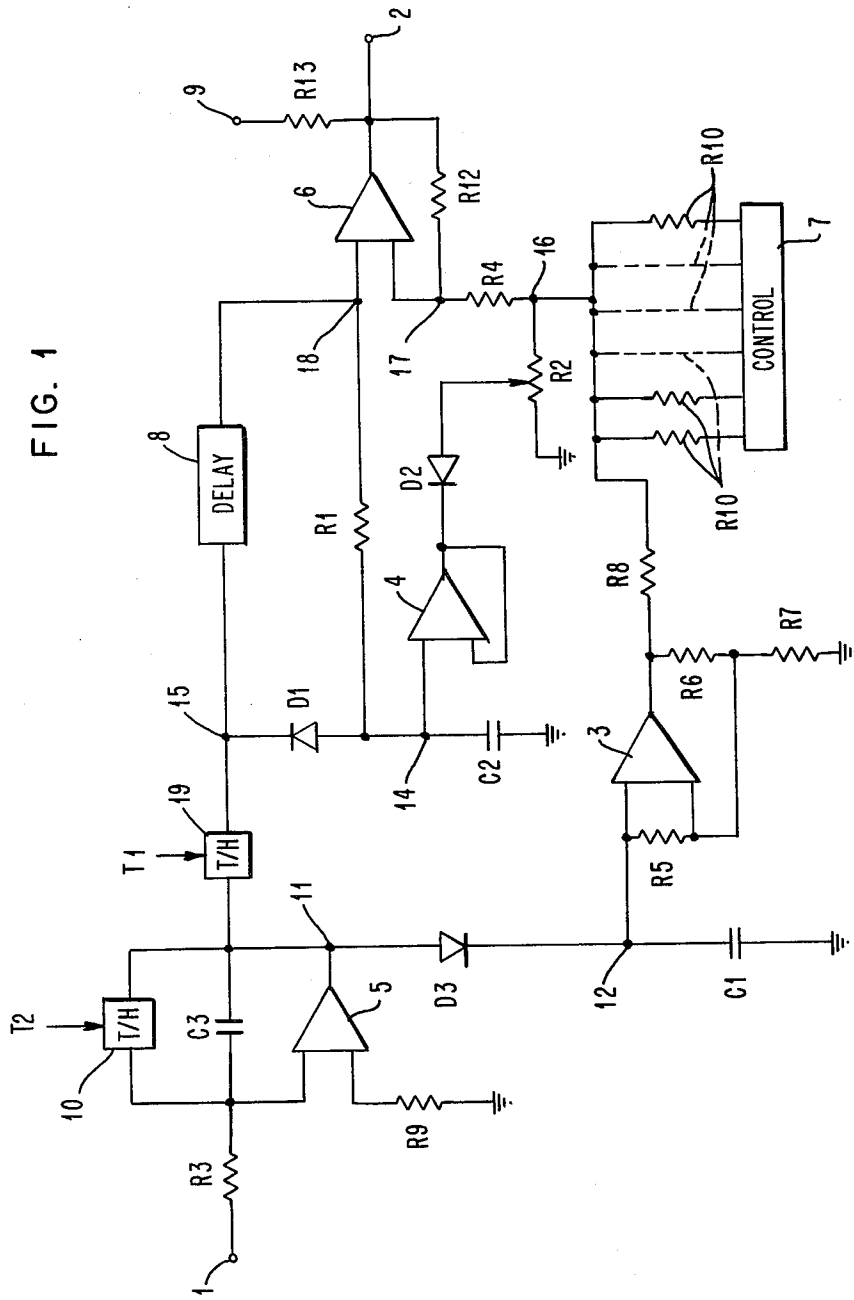 FIG. 1
1
R3
10
T2
T/H
C3
5
R9
11
D3
T1
19
T/H
15
D1
14
C2
12
C1
R5
3
R6
R7
R8
4
D2
R1
8
DELAY
18
17
6
R12
R4
16
R2
9
R13
2
R10
R10
CONTROL
7